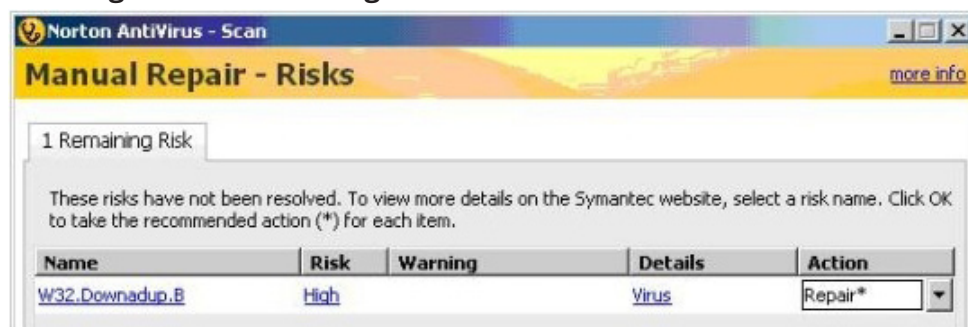 Norton AntiVirus - Scan
Manual Repair - Risks
more info
1 Remaining Risk
These risks have not been resolved. To view more details on the Symantec website, select a risk name. Click OK
to take the recommended action (*) for each item.
Name Risk Warning Details Action
W32.Downadup.B High Virus Repair*